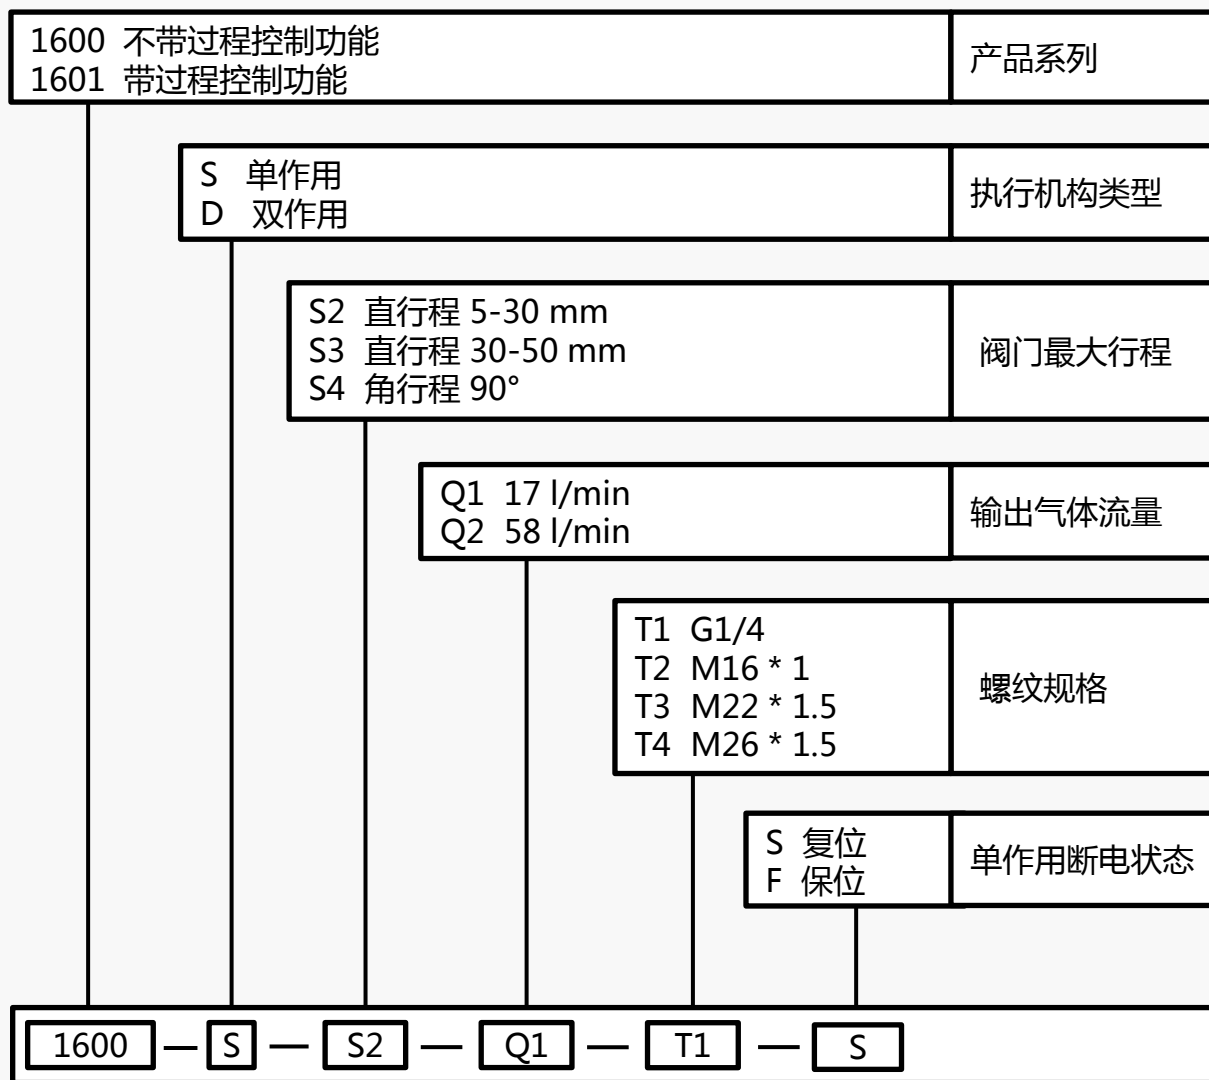 1600 不带过程控制功能
1601 带过程控制功能
产品系列
S 单作用
D 双作用
执行机构类型
S2 直行程 5-30 mm
S3 直行程 30-50 mm
S4 角行程 90°
阀门最大行程
Q1 17 l/min
Q2 58 l/min
输出气体流量
T1 G1/4
T2 M16 * 1
T3 M22 * 1.5
T4 M26 * 1.5
螺纹规格
S 复位
F 保位
单作用断电状态
1600 — S — S2 — Q1 — T1 — S